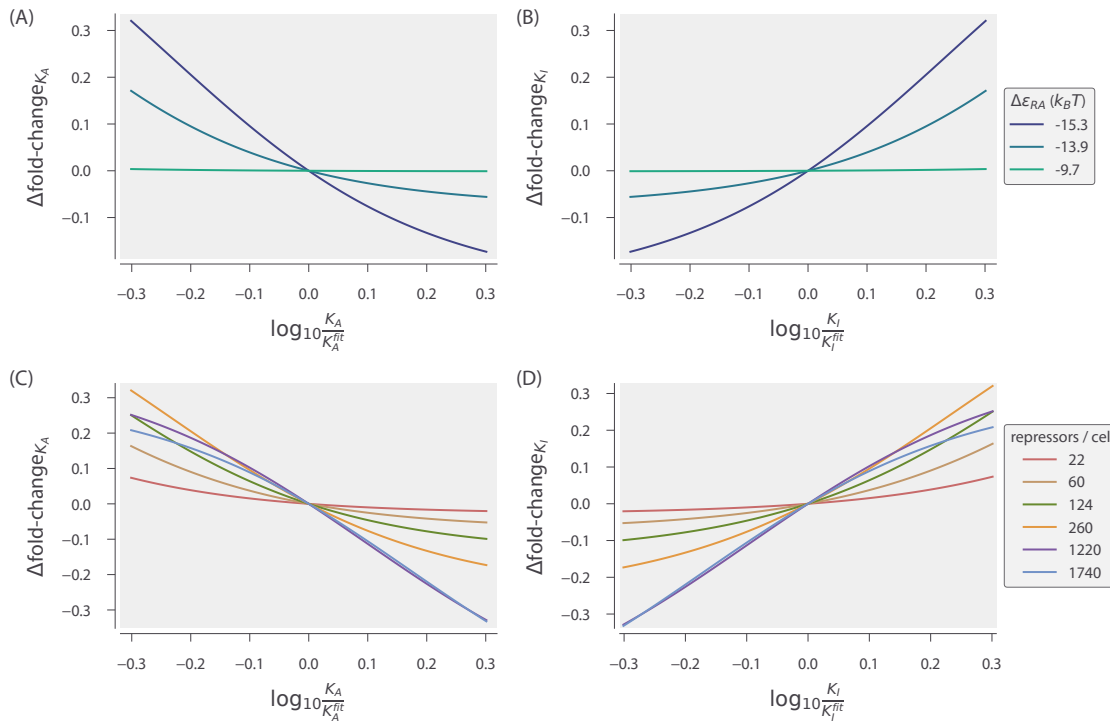 (A)
0.3
0.2
0.1
0.0
−0.1
Δfold-change_{K_A}
−0.3 −0.2 −0.1 0.0 0.1 0.2 0.3
log₁₀ K_A/K_A^{fit}
(B)
0.3
0.2
0.1
0.0
−0.1
Δfold-change_{K_I}
−0.3 −0.2 −0.1 0.0 0.1 0.2 0.3
log₁₀ K_I/K_I^{fit}
Δε_{RA} (k_BT)
-15.3
-13.9
-9.7
(C)
0.3
0.2
0.1
0.0
−0.1
−0.2
−0.3
Δfold-change_{K_A}
−0.3 −0.2 −0.1 0.0 0.1 0.2 0.3
log₁₀ K_A/K_A^{fit}
(D)
0.3
0.2
0.1
0.0
−0.1
−0.2
−0.3
Δfold-change_{K_I}
−0.3 −0.2 −0.1 0.0 0.1 0.2 0.3
log₁₀ K_I/K_I^{fit}
repressors / cell
22
60
124
260
1220
1740